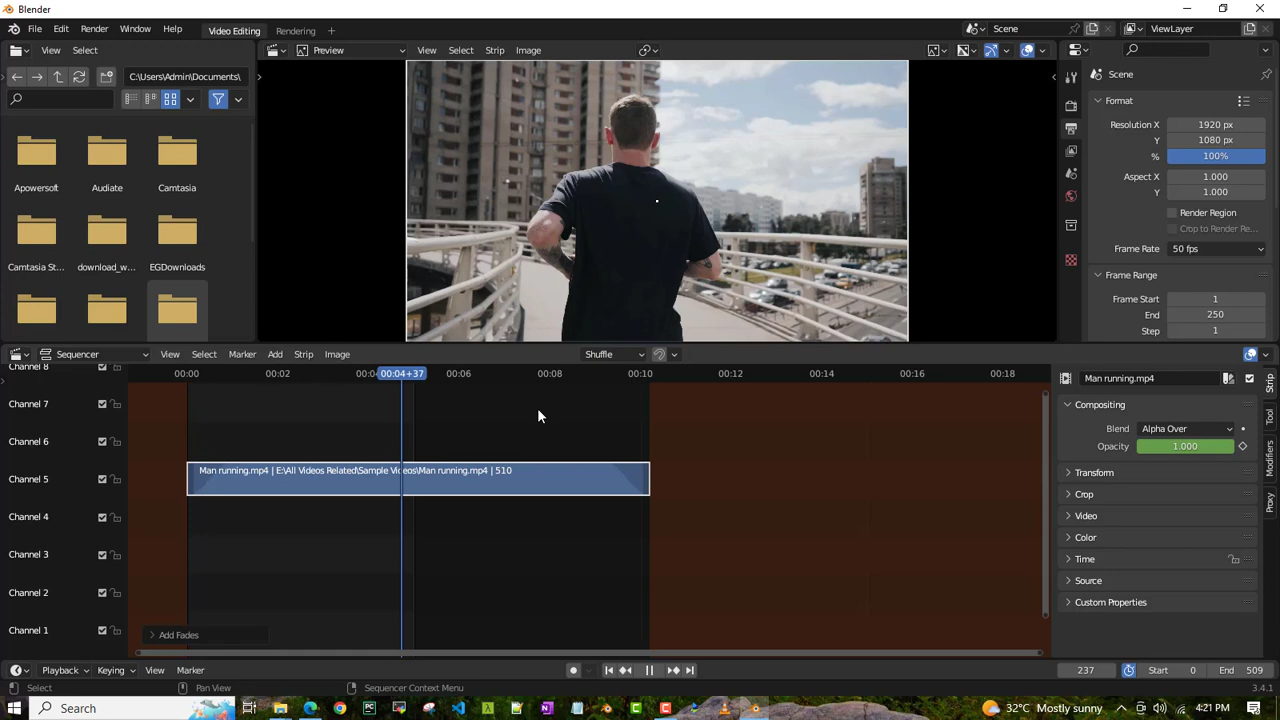 Blender
File Edit Render Window Help Video Editing Rendering + Scene ViewLayer
View Select Preview View Select Strip Image
C:\Users\Admin\Documents\
Scene
Format
Resolution X 1920 px
Y 1080 px
% 100%
Aspect X 1.000
Y 1.000
Render Region
Crop to Render Re...
Frame Rate 50 fps
Frame Range
Frame Start 1
End 250
Step 1
Apowersoft Audiate Camtasia
Camtasia St... download_w... EGDownloads
Sequencer View Select Marker Add Strip Image Shuffle
00:00 00:02 00:04+37 00:06 00:08 00:10 00:12 00:14 00:16 00:18
Channel 8
Channel 7
Channel 6
Channel 5
Channel 4
Channel 3
Channel 2
Channel 1
Man running.mp4 | E:\All Videos Related\Sample Videos\Man running.mp4 | 510
Add Fades
Man running.mp4
Compositing
Blend Alpha Over
Opacity 1.000
Transform
Crop
Video
Color
Time
Source
Custom Properties
Strip
Tool
Modifiers
Proxy
Playback Keying View Marker 237 Start 0 End 509
Select Pan View Sequencer Context Menu 3.4.1
Search 32°C Mostly sunny 4:21 PM